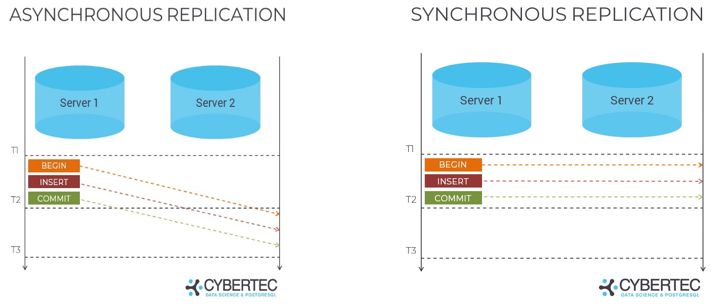 ASYNCHRONOUS REPLICATION
Server 1
Server 2
T1
BEGIN
INSERT
T2
COMMIT
T3
CYBERTEC
DATA SCIENCE & POSTGRESQL
SYNCHRONOUS REPLICATION
Server 1
Server 2
T1
BEGIN
INSERT
T2
COMMIT
T3
CYBERTEC
DATA SCIENCE & POSTGRESQL